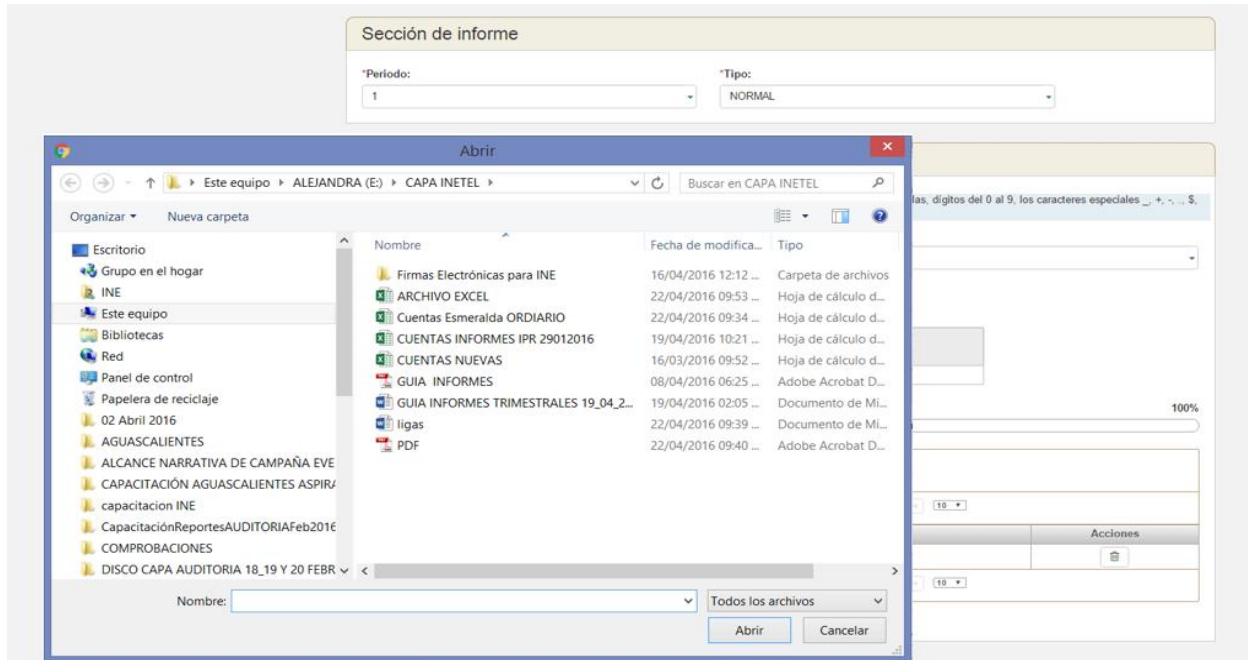 Sección de informe
*Periodo: *Tipo:
1 NORMAL
Abrir
Este equipo ▸ ALEJANDRA (E:) ▸ CAPA INETEL ▸ Buscar en CAPA INETEL
las, dígitos del 0 al 9, los caracteres especiales _, +, -, ., $,
Organizar Nueva carpeta
Nombre Fecha de modifica... Tipo
Escritorio
Grupo en el hogar
INE
Este equipo
Bibliotecas
Red
Panel de control
Papelera de reciclaje
02 Abril 2016
AGUASCALIENTES
ALCANCE NARRATIVA DE CAMPAÑA EVE
CAPACITACIÓN AGUASCALIENTES ASPIRA
capacitacion INE
CapacitaciónReportesAUDITORIAFeb2016
COMPROBACIONES
DISCO CAPA AUDITORIA 18_19 Y 20 FEBR
Firmas Electrónicas para INE 16/04/2016 12:12 ... Carpeta de archivos
ARCHIVO EXCEL 22/04/2016 09:53 ... Hoja de cálculo d...
Cuentas Esmeralda ORDIARIO 22/04/2016 09:34 ... Hoja de cálculo d...
CUENTAS INFORMES IPR 29012016 19/04/2016 10:21 ... Hoja de cálculo d...
CUENTAS NUEVAS 16/03/2016 09:52 ... Hoja de cálculo d...
GUIA INFORMES 08/04/2016 06:25 ... Adobe Acrobat D...
GUIA INFORMES TRIMESTRALES 19_04_2... 19/04/2016 02:05 ... Documento de Mi...
ligas 22/04/2016 09:39 ... Documento de Mi...
PDF 22/04/2016 09:40 ... Adobe Acrobat D...
100%
10
Acciones
10
Nombre: Todos los archivos
Abrir Cancelar